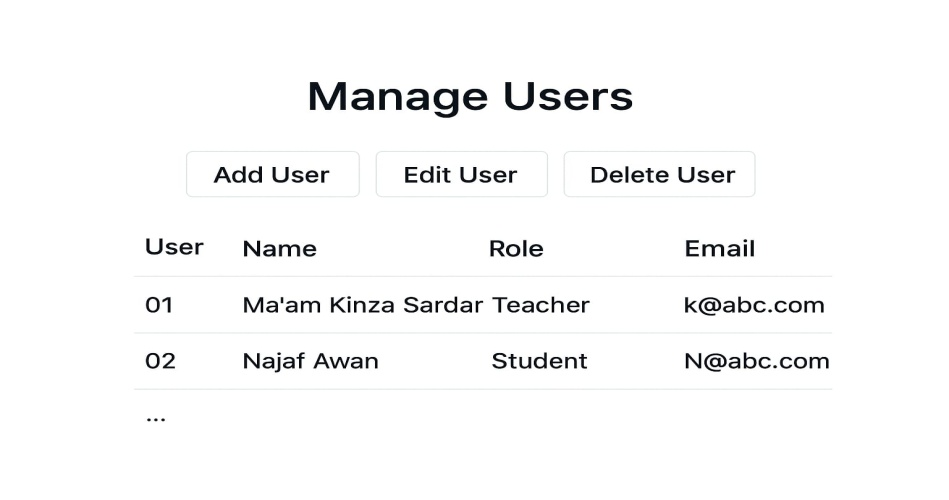 Manage Users
Add User Edit User Delete User
User Name Role Email
01 Ma'am Kinza Sardar Teacher k@abc.com
02 Najaf Awan Student N@abc.com
...